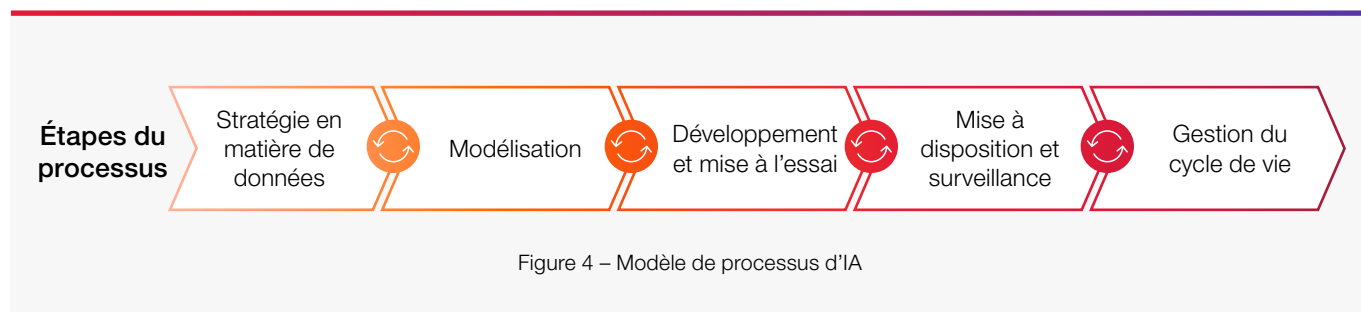 Étapes du
processus
Stratégie en
matière de
données
Modélisation
Développement
et mise à l’essai
Mise à
disposition et
surveillance
Gestion du
cycle de vie
Figure 4 – Modèle de processus d’IA